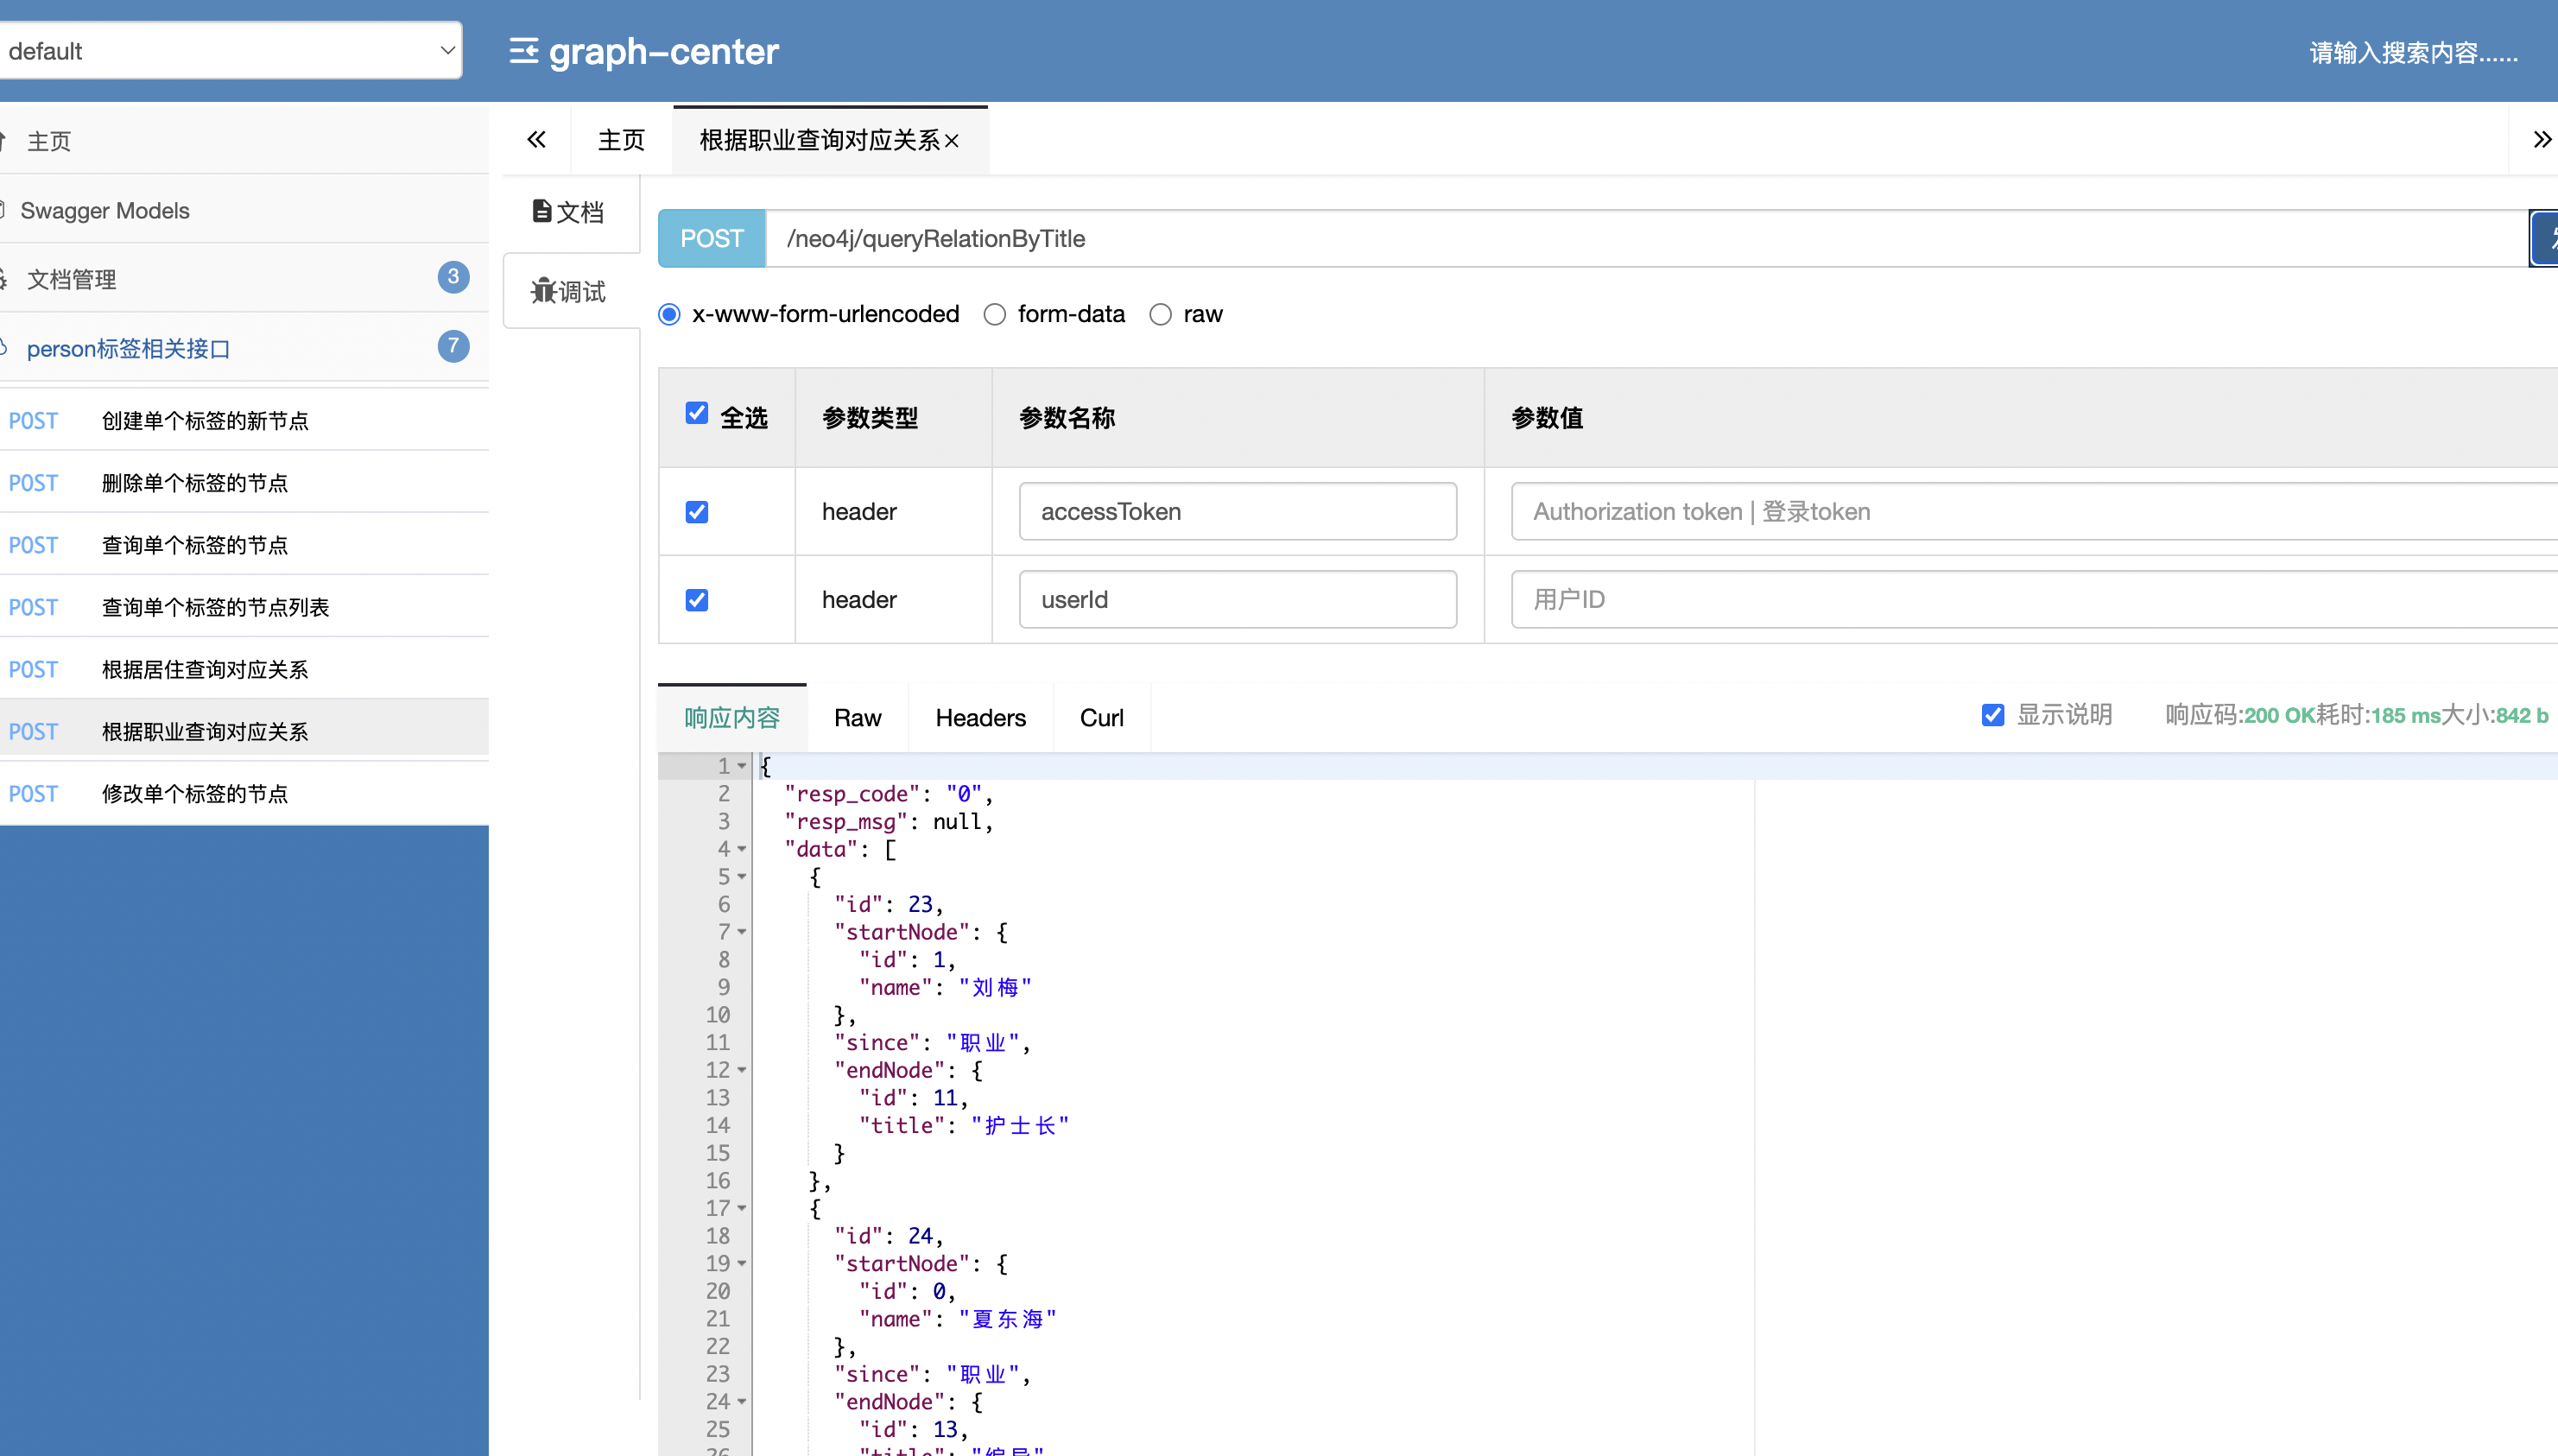 default
graph-center
请输入搜索内容......
主页
Swagger Models
文档管理
3
person标签相关接口
7
POST 创建单个标签的新节点
POST 删除单个标签的节点
POST 查询单个标签的节点
POST 查询单个标签的节点列表
POST 根据居住查询对应关系
POST 根据职业查询对应关系
POST 修改单个标签的节点
主页
根据职业查询对应关系
文档
调试
POST /neo4j/queryRelationByTitle
x-www-form-urlencoded form-data raw
全选 参数类型 参数名称 参数值
header accessToken Authorization token | 登录token
header userId 用户ID
响应内容 Raw Headers Curl
显示说明 响应码:200 OK耗时:185 ms大小:842 b
1 {
2 "resp_code": "0",
3 "resp_msg": null,
4 "data": [
5 {
6 "id": 23,
7 "startNode": {
8 "id": 1,
9 "name": "刘梅"
10 },
11 "since": "职业",
12 "endNode": {
13 "id": 11,
14 "title": "护士长"
15 }
16 },
17 {
18 "id": 24,
19 "startNode": {
20 "id": 0,
21 "name": "夏东海"
22 },
23 "since": "职业",
24 "endNode": {
25 "id": 13,
26 "title": "编导"